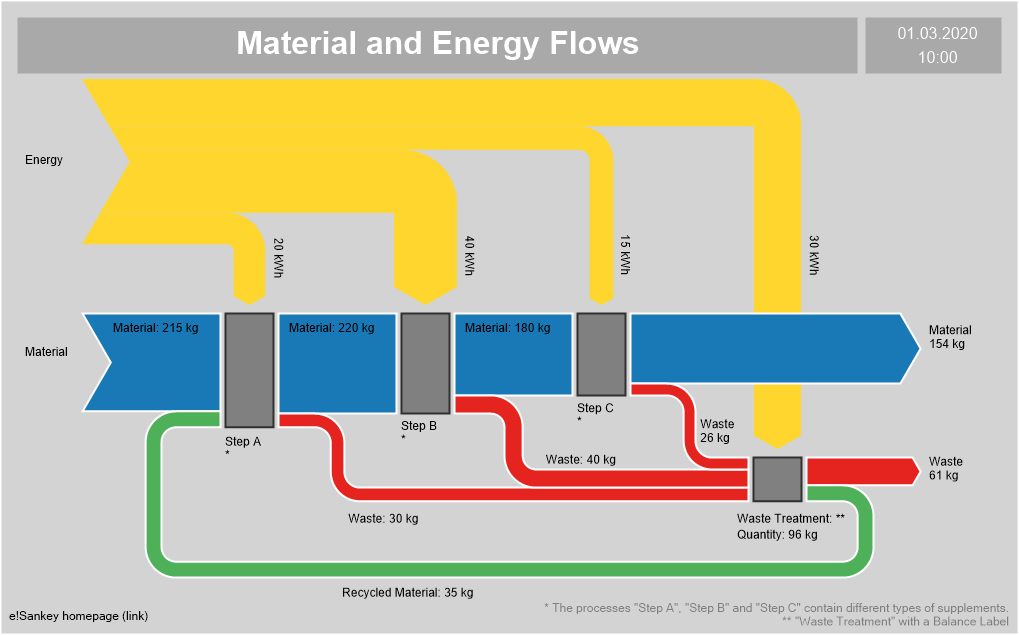 Material and Energy Flows
01.03.2020
10:00
Energy
20 kWh
40 kWh
15 kWh
30 kWh
Material: 215 kg
Material: 220 kg
Material: 180 kg
Material
154 kg
Material
Step A
*
Step B
*
Step C
*
Waste
26 kg
Waste: 40 kg
Waste
61 kg
Waste: 30 kg
Waste Treatment: **
Quantity: 96 kg
Recycled Material: 35 kg
e!Sankey homepage (link)
* The processes "Step A", "Step B" and "Step C" contain different types of supplements.
** "Waste Treatment" with a Balance Label